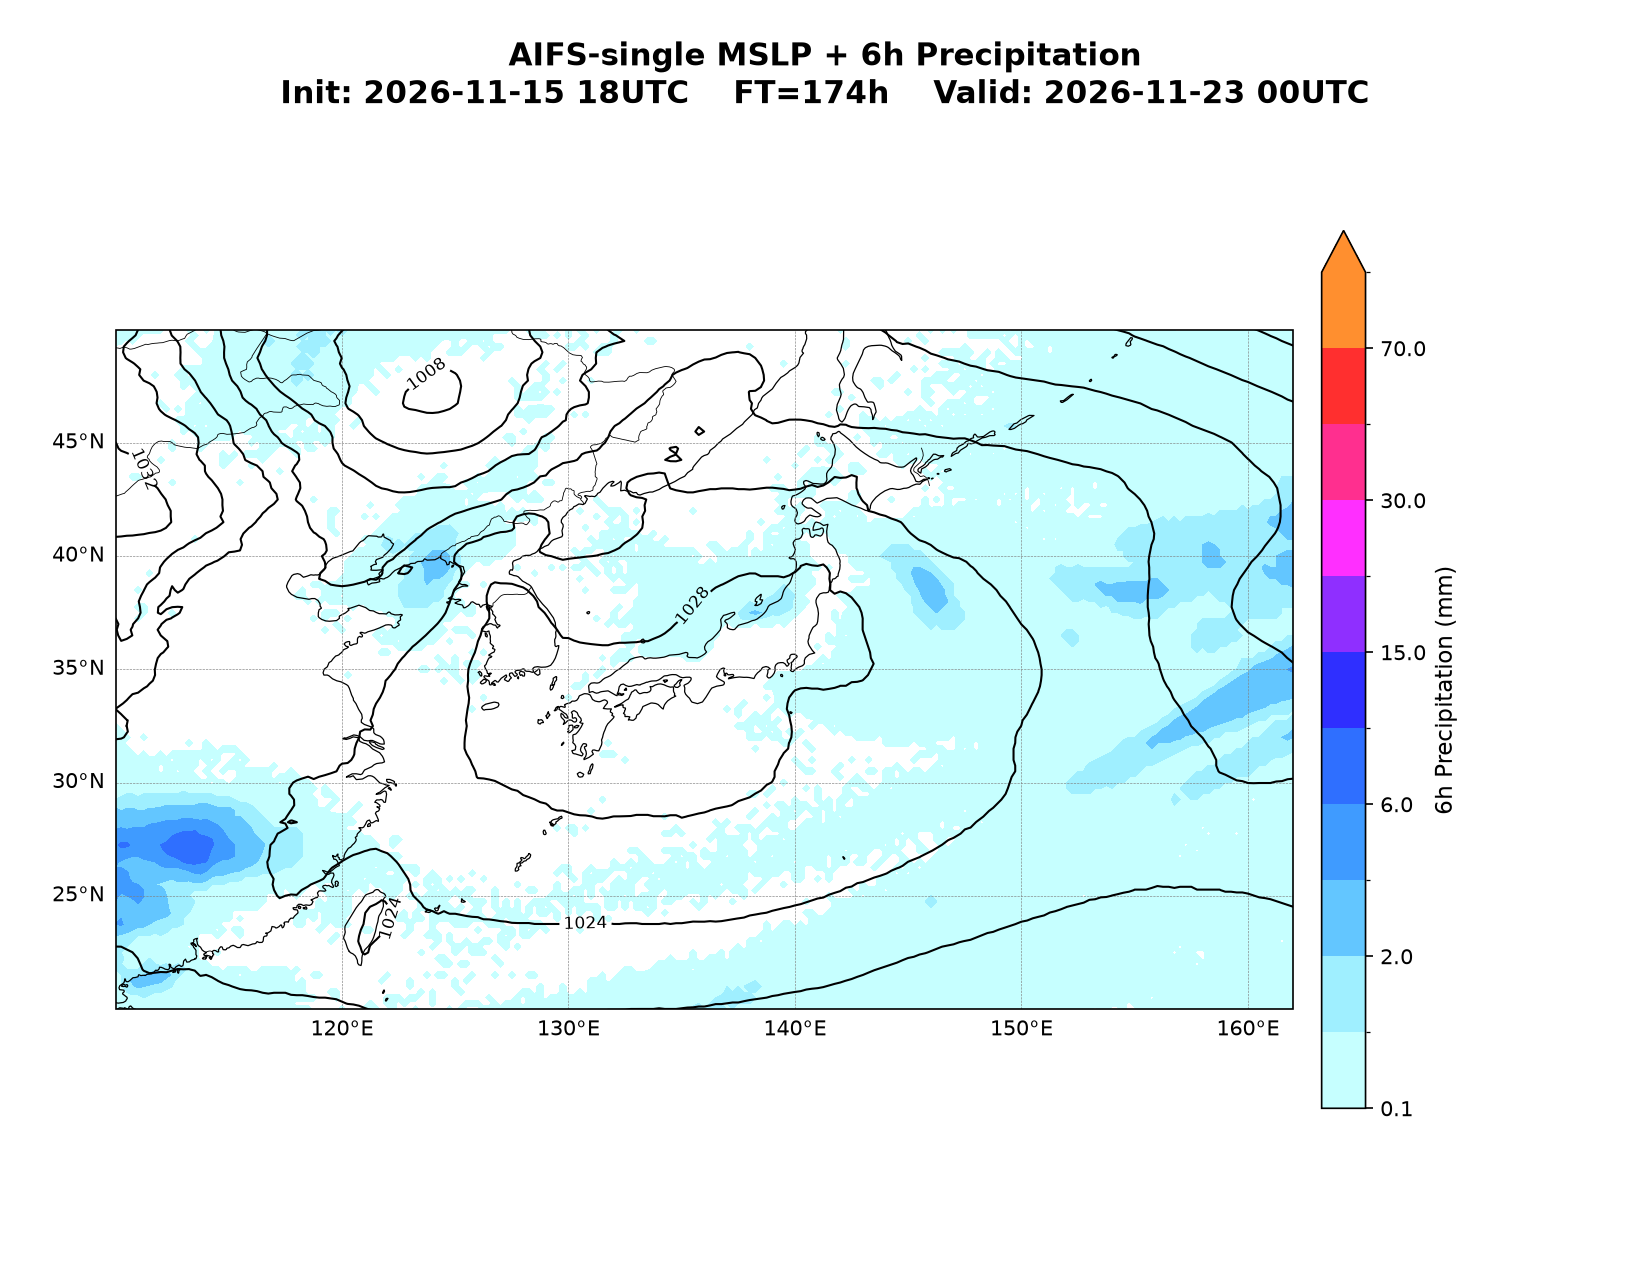 AIFS-single MSLP + 6h Precipitation
Init: 2026-11-15 18UTC    FT=174h    Valid: 2026-11-23 00UTC
1008
1032
1028
1024
1024
45°N
40°N
35°N
30°N
25°N
120°E
130°E
140°E
150°E
160°E
70.0
30.0
15.0
6.0
2.0
0.1
6h Precipitation (mm)